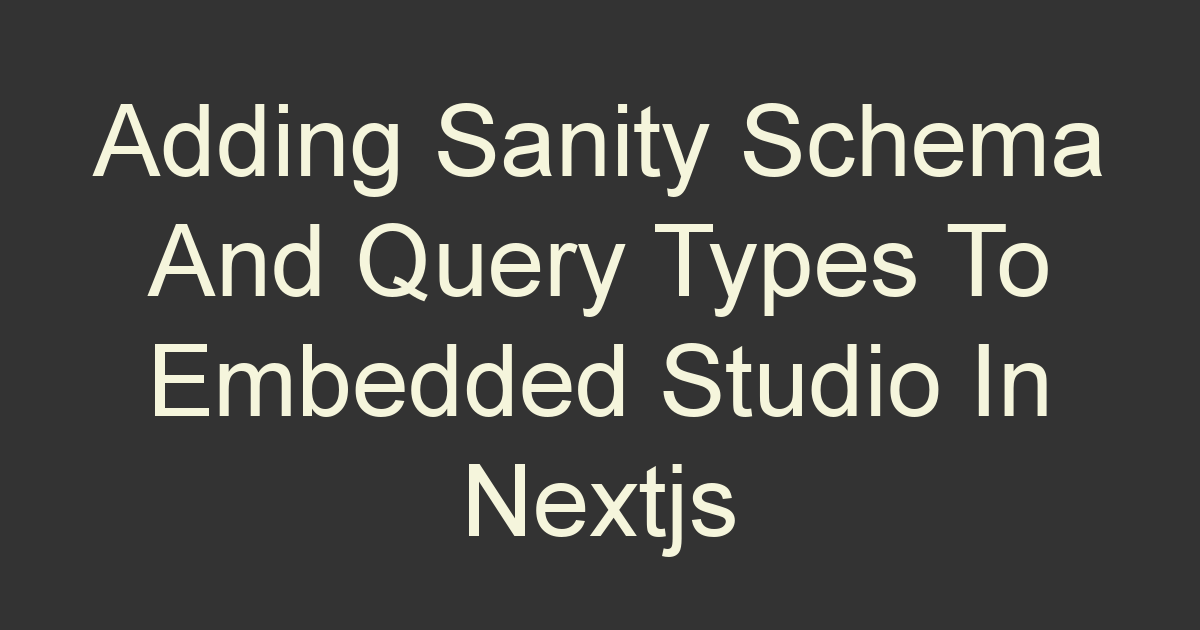 Adding Sanity Schema
And Query Types To
Embedded Studio In
Nextjs